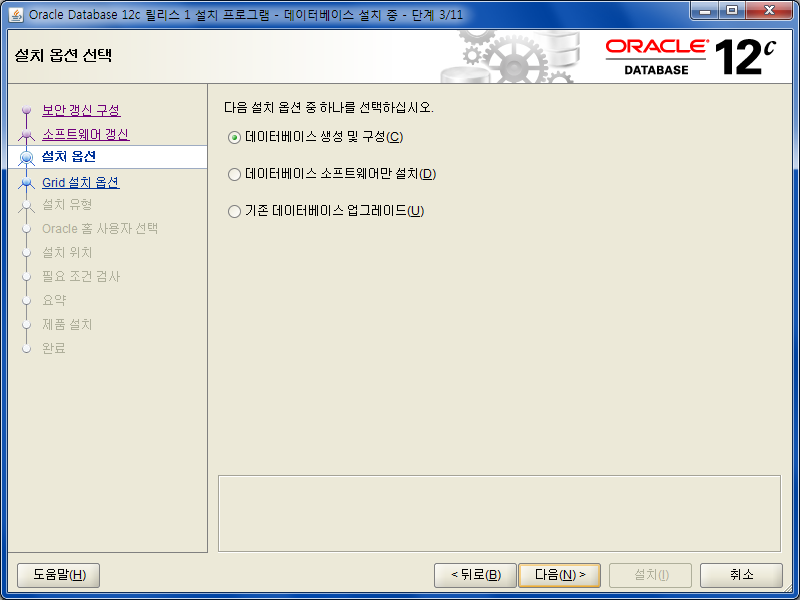 Oracle Database 12c 릴리스 1 설치 프로그램 - 데이터베이스 설치 중 - 단계 3/11
설치 옵션 선택
ORACLE®
DATABASE
12c
보안 갱신 구성
소프트웨어 갱신
설치 옵션
Grid 설치 옵션
설치 유형
Oracle 홈 사용자 선택
설치 위치
필요 조건 검사
요약
제품 설치
완료
다음 설치 옵션 중 하나를 선택하십시오.
데이터베이스 생성 및 구성(C)
데이터베이스 소프트웨어만 설치(D)
기존 데이터베이스 업그레이드(U)
도움말(H)
< 뒤로(B)
다음(N) >
설치(I)
취소